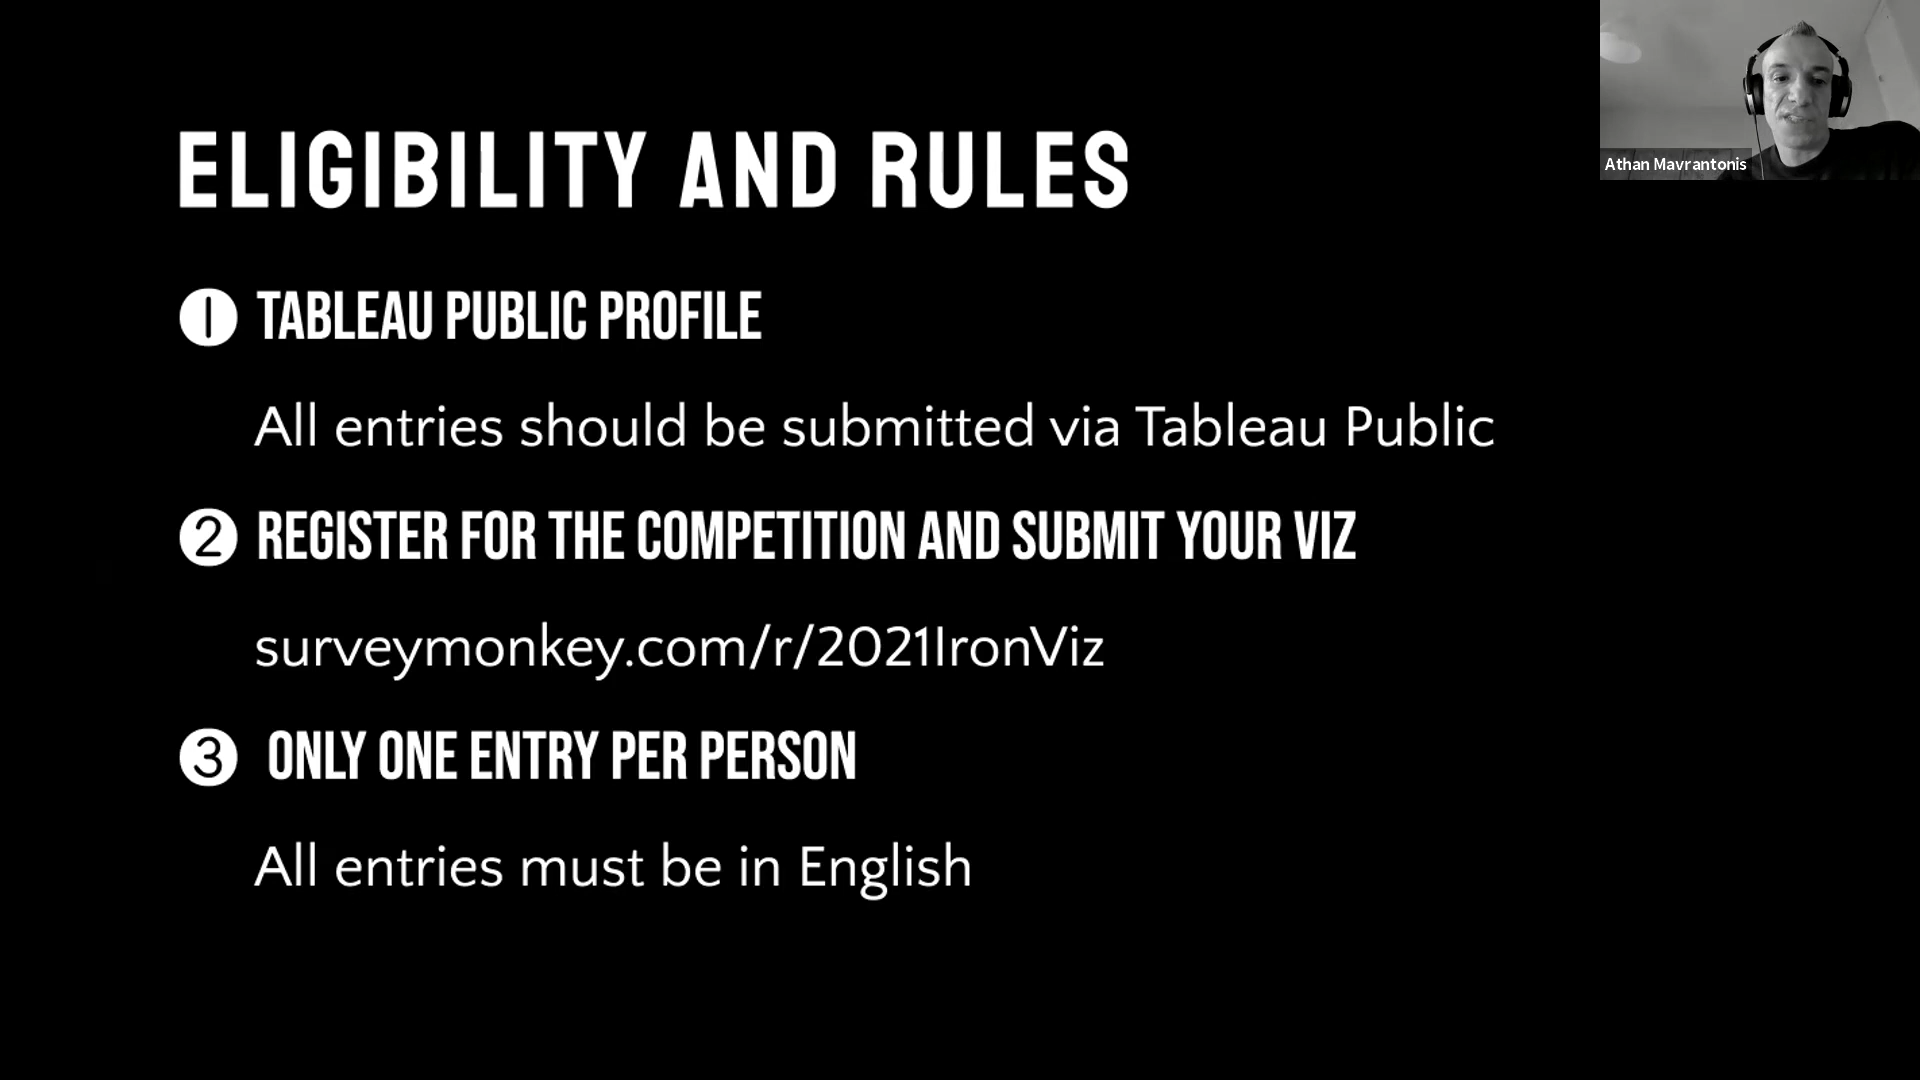 ELIGIBILITY AND RULES
1 TABLEAU PUBLIC PROFILE
All entries should be submitted via Tableau Public
2 REGISTER FOR THE COMPETITION AND SUBMIT YOUR VIZ
surveymonkey.com/r/2021IronViz
3 ONLY ONE ENTRY PER PERSON
All entries must be in English
Athan Mavrantonis